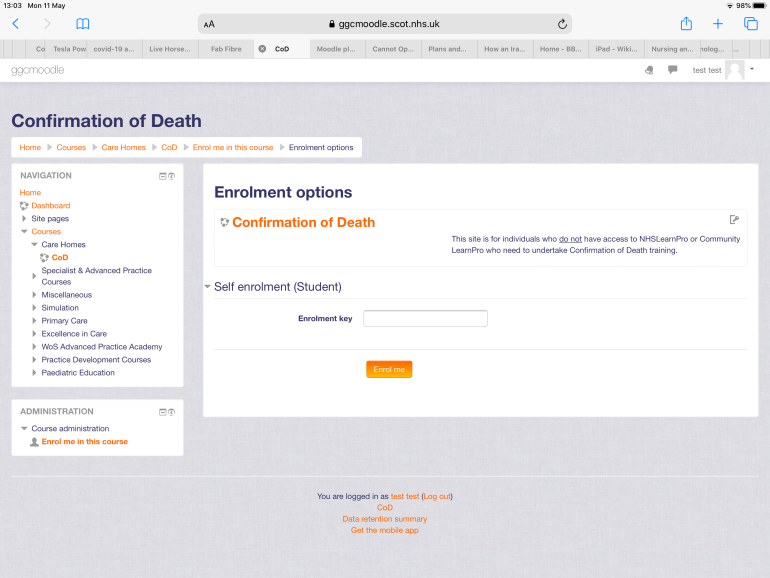 13:03 Mon 11 May
98%
AA
ggcmoodle.scot.nhs.uk
Co Tesla Pow covid-19 a... Live Horse... Fab Fibre CoD Moodle pl... Cannot Op... Plans and... How an Ira... Home - BB... iPad – Wiki... Nursing an... nolog... ...
ggcmoodle
test test
Confirmation of Death
Home Courses Care Homes CoD Enrol me in this course Enrolment options
NAVIGATION
Home
Dashboard
Site pages
Courses
Care Homes
CoD
Specialist & Advanced Practice
Courses
Miscellaneous
Simulation
Primary Care
Excellence in Care
WoS Advanced Practice Academy
Practice Development Courses
Paediatric Education
ADMINISTRATION
Course administration
Enrol me in this course
Enrolment options
Confirmation of Death
This site is for individuals who do not have access to NHSLearnPro or Community
LearnPro who need to undertake Confirmation of Death training.
Self enrolment (Student)
Enrolment key
Enrol me
You are logged in as test test (Log out)
CoD
Data retention summary
Get the mobile app